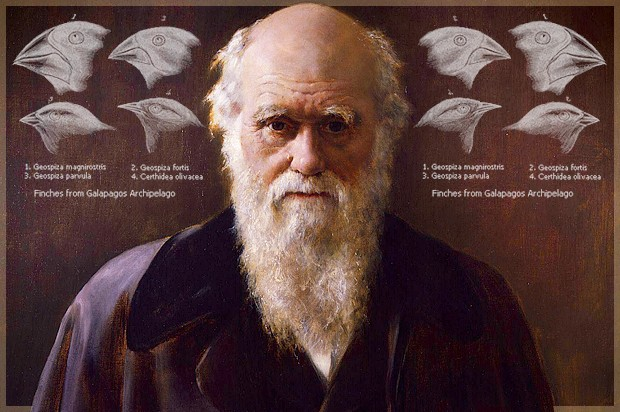 1. Geospiza magnirostris 2. Geospiza fortis
3. Geospiza parvula 4. Certhidea olivacea
Finches from Galapagos Archipelago
1. Geospiza magnirostris 2. Geospiza fortis
3. Geospiza parvula 4. Certhidea olivacea
Finches from Galapagos Archipelago